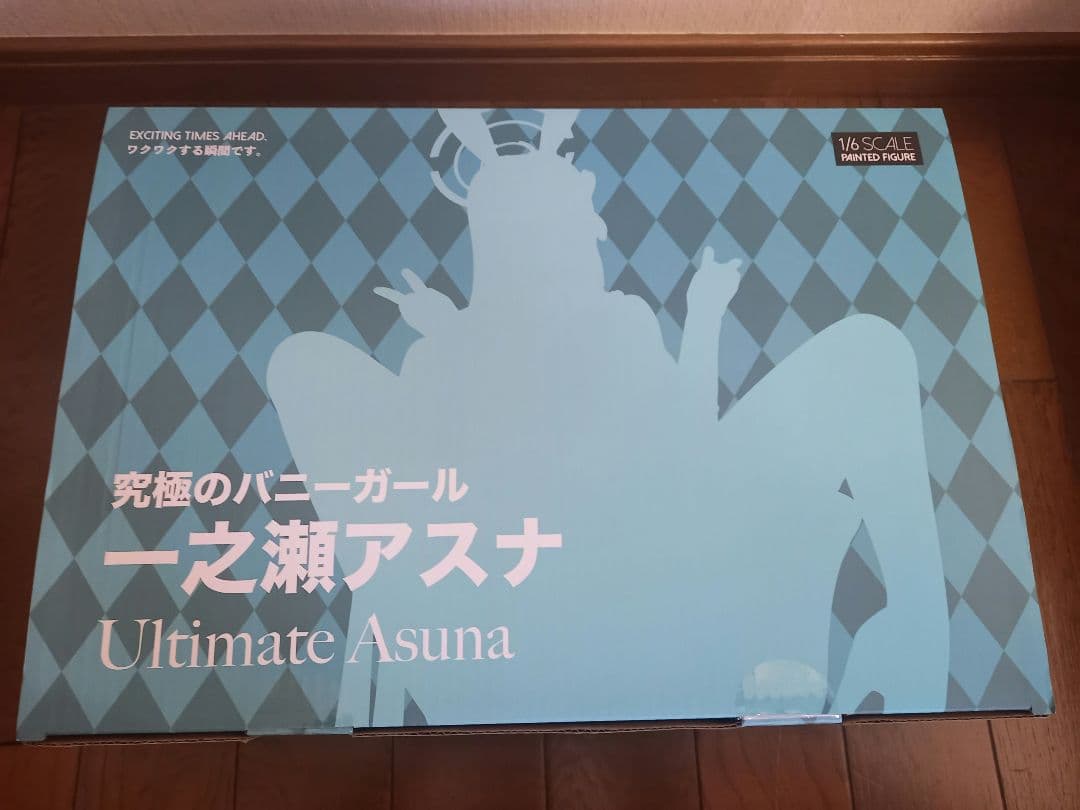 EXCITING TIMES AHEAD.
ワクワクする瞬間です。
1/6 SCALE
PAINTED FIGURE
究極のバニーガール
一之瀬アスナ
Ultimate Asuna